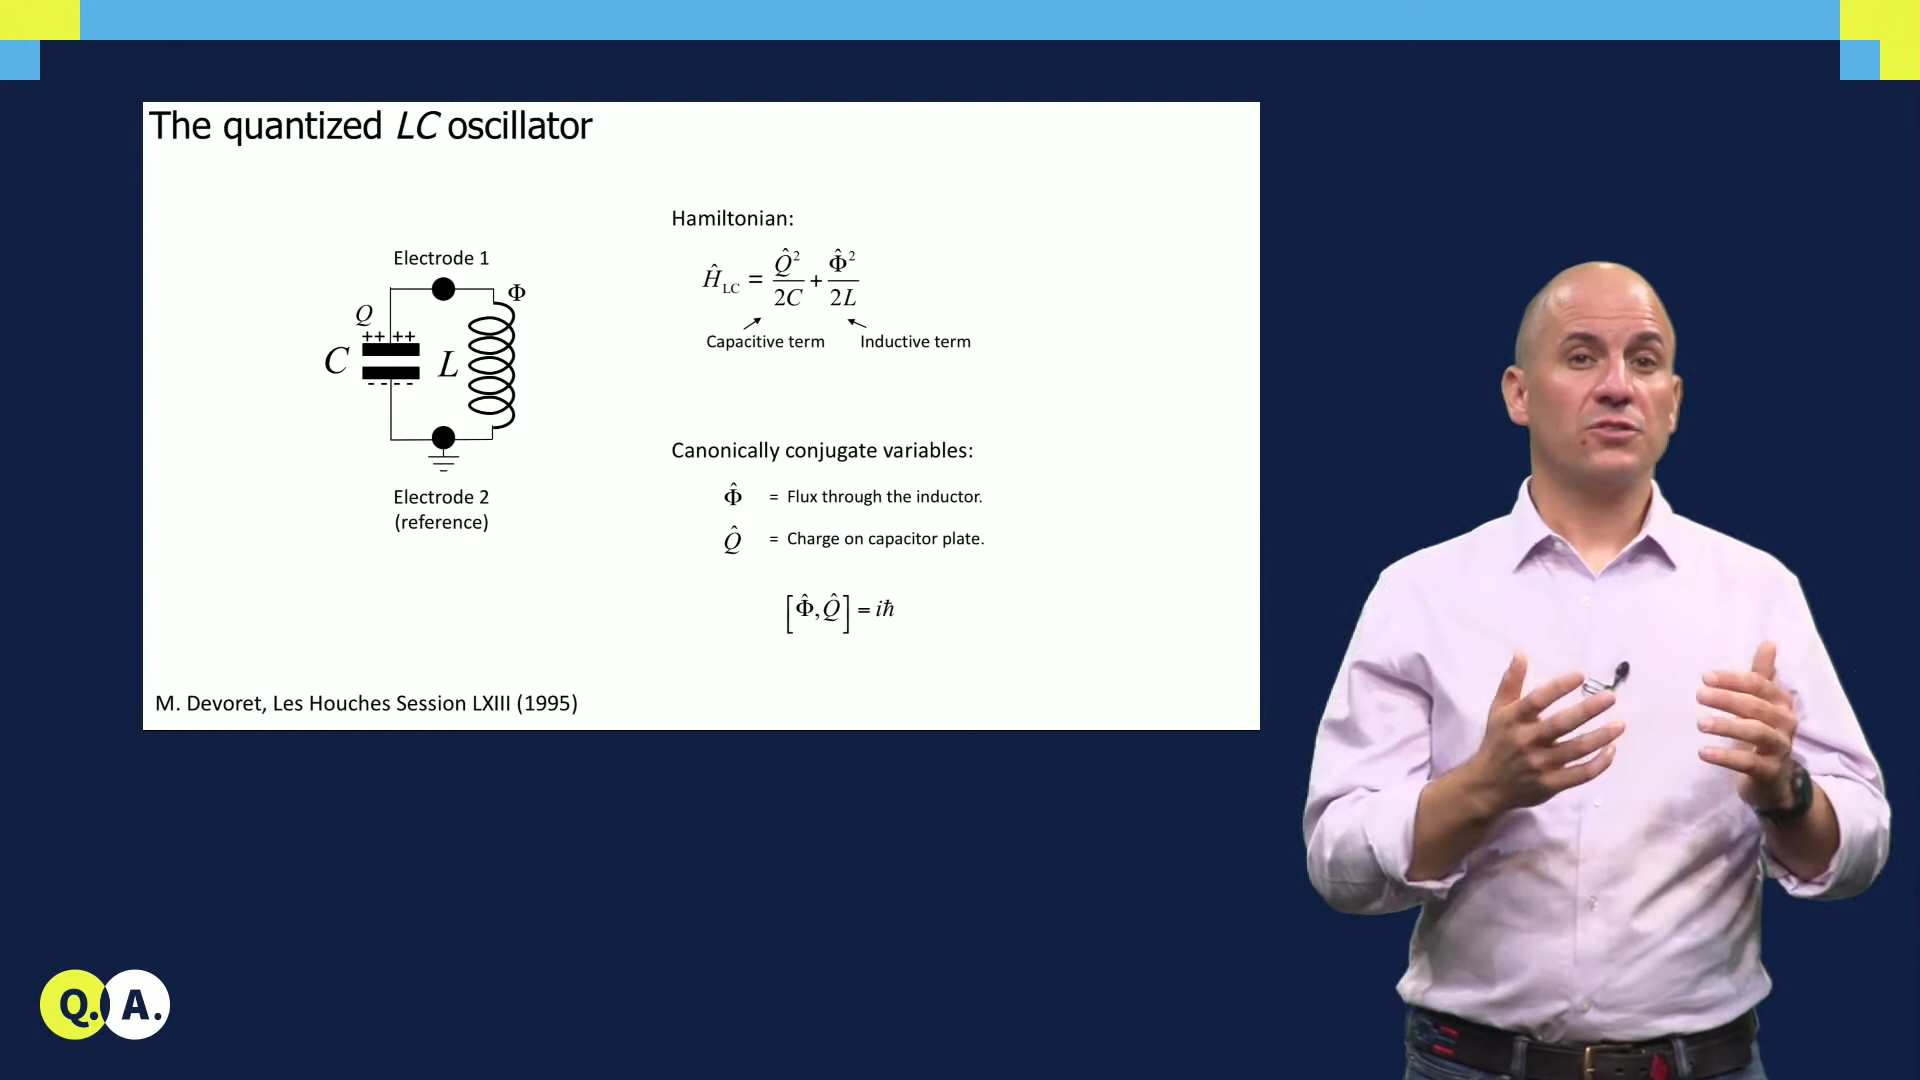 The quantized LC oscillator
Electrode 1
Φ
Q
++ ++
C
L
- - - -
Electrode 2
(reference)
Hamiltonian:
Ĥ_LC = Q̂²/2C + Φ̂²/2L
Capacitive term
Inductive term
Canonically conjugate variables:
Φ̂ = Flux through the inductor.
Q̂ = Charge on capacitor plate.
[Φ̂,Q̂] = iħ
M. Devoret, Les Houches Session LXIII (1995)
Q. A.